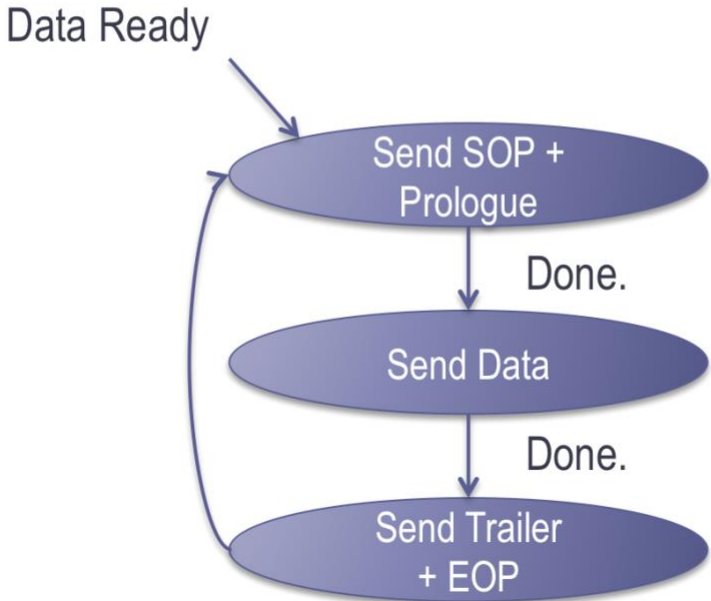 Data Ready
Send SOP +
Prologue
Done.
Send Data
Done.
Send Trailer
+ EOP